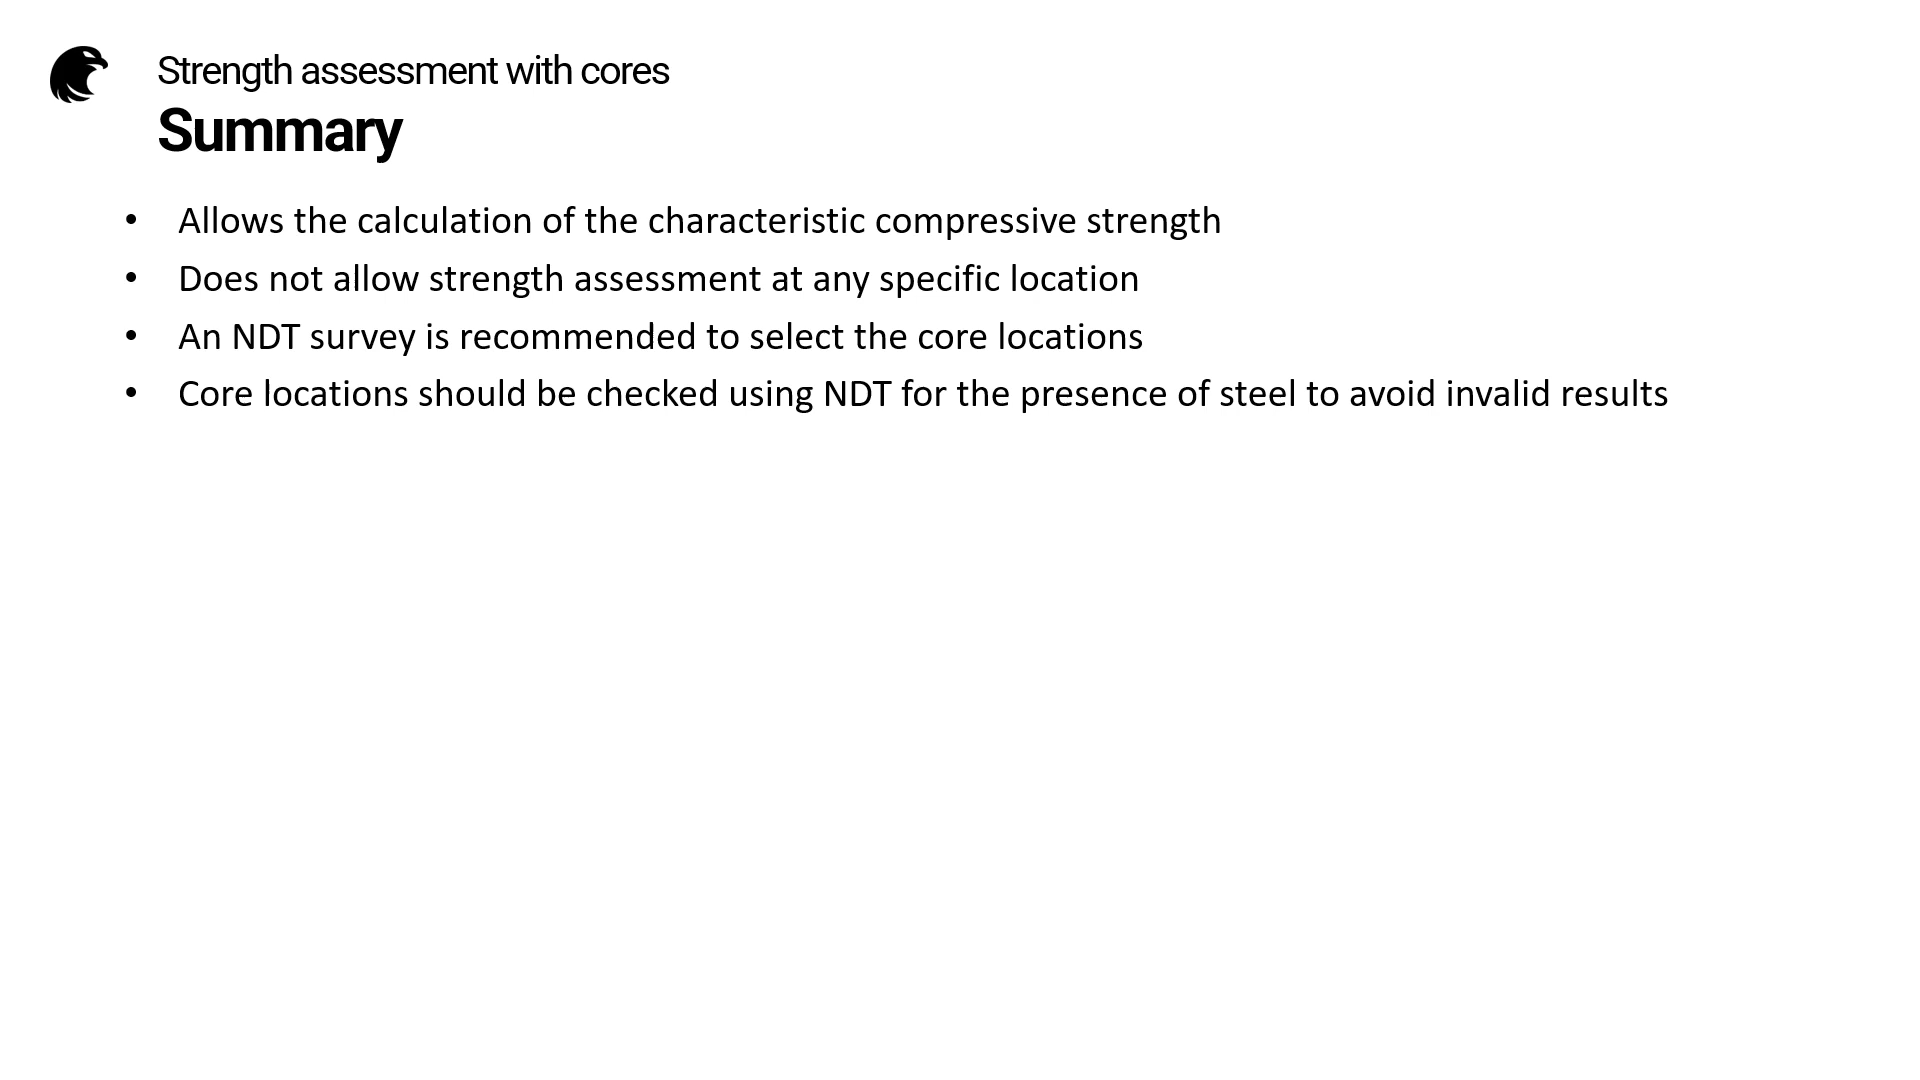 Strength assessment with cores
Summary
• Allows the calculation of the characteristic compressive strength
• Does not allow strength assessment at any specific location
• An NDT survey is recommended to select the core locations
• Core locations should be checked using NDT for the presence of steel to avoid invalid results